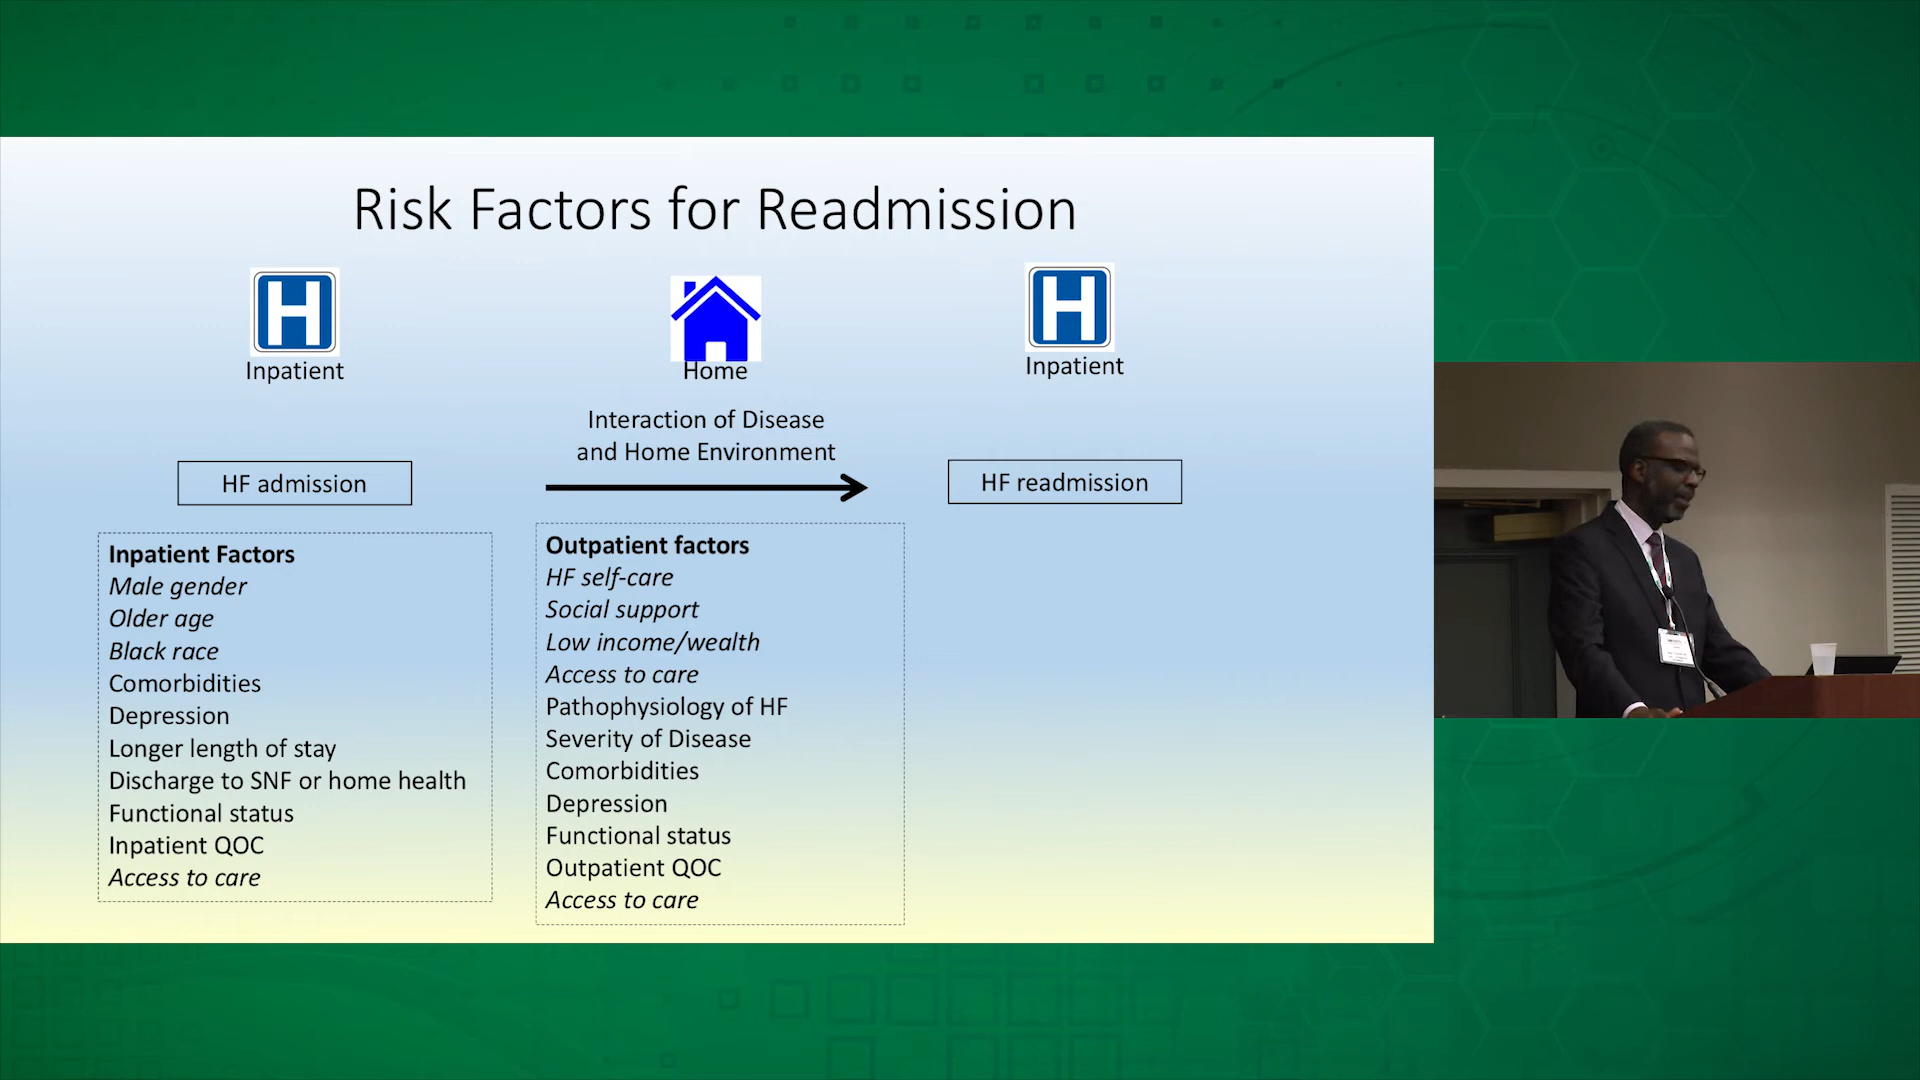 Risk Factors for Readmission
H
Inpatient
Home
H
Inpatient
Interaction of Disease
and Home Environment
HF admission
HF readmission
Inpatient Factors
Male gender
Older age
Black race
Comorbidities
Depression
Longer length of stay
Discharge to SNF or home health
Functional status
Inpatient QOC
Access to care
Outpatient factors
HF self-care
Social support
Low income/wealth
Access to care
Pathophysiology of HF
Severity of Disease
Comorbidities
Depression
Functional status
Outpatient QOC
Access to care